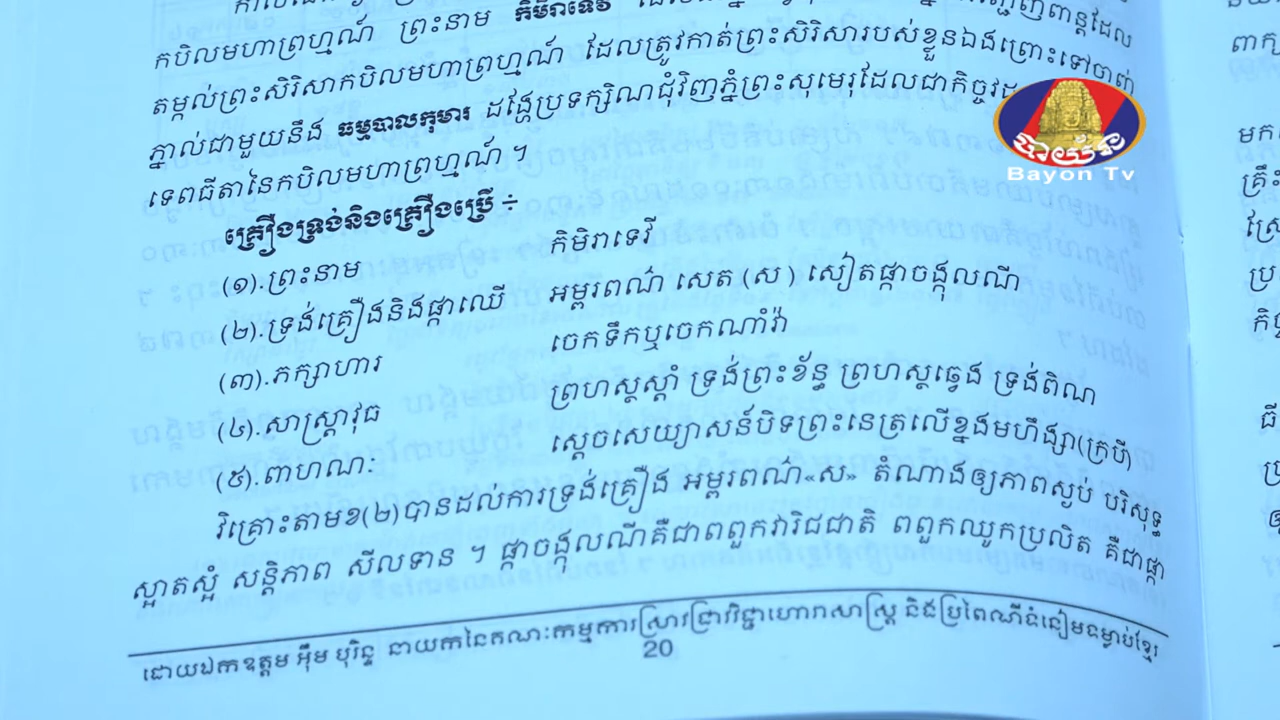 កបិលមហាព្រហ្មណ៍ ព្រះនាម កិមិរាទេវី
តម្កល់ព្រះសិរិសាកបិលមហាព្រហ្មណ៍ ដែលត្រូវកាត់ព្រះសិរិសារបស់ខ្លួនឯងព្រោះទៅចាញ់
ភ្នាល់ជាមួយនឹង ធម្មបាលកុមារ ដង្ហែប្រទក្សិណជុំវិញភ្នំព្រះសុមេរុដែលជាកិច្ច
ទេពធីតានៃកបិលមហាព្រហ្មណ៍ ។
គ្រឿងទ្រង់និងគ្រឿងប្រើ ÷
(១).ព្រះនាម កិមិរាទេវី
(២).ទ្រង់គ្រឿងនិងផ្កាឈើ អម្ពរពណ៌ សេត (ស ) សៀតផ្កាចង្កុលណី
(៣).ភក្សាហារ ចេកទឹកឬចេកណាំវ៉ា
(៤).សាស្ត្រាវុធ ព្រហស្ថស្តាំ ទ្រង់ព្រះខ័ន្ធ ព្រហស្ថឆ្វេង ទ្រង់ពិណ
(៥).ពាហណៈ ស្តេចសេយ្យាសន៍បិទព្រះនេត្រលើខ្នងមហឹង្សា(ក្របី)
វិគ្រោះតាមខ(២)បានដល់ការទ្រង់គ្រឿង អម្ពរពណ៌«ស» តំណាងឲ្យភាពស្ងប់ បរិសុទ្ធ
ស្អាតស្អំ សន្តិភាព សីលទាន ។ ផ្កាចង្កុលណីគឺជាពពួកវារិជជាតិ ពពួកឈូកប្រលិត គឺជាផ្កា
ដោយឯកឧត្តម អ៊ឹម បុរិន្ទ នាយកនៃគណៈកម្មការស្រាវជ្រាវវិជ្ជាហោរាសាស្ត្រ និងប្រពៃណីទំនៀមទម្លាប់ខ្មែរ
20
បាយ័ន
Bayon Tv